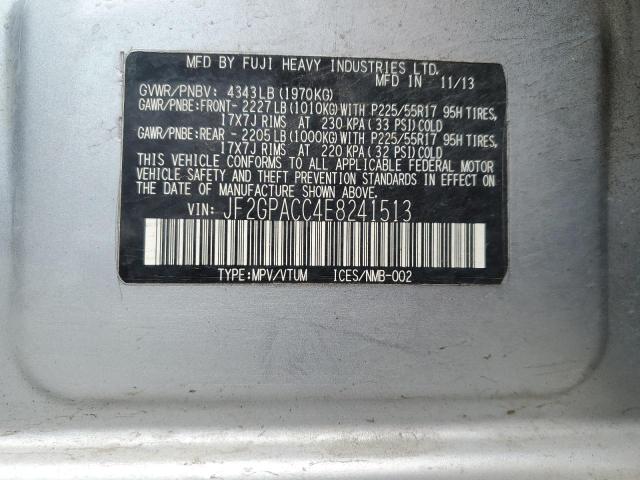 MFD BY FUJI HEAVY INDUSTRIES LTD.
MFD IN 11/13
GVWR/PNBV: 4343LB(1970KG)
GAWR/PNBE:FRONT- 2227LB(1010KG)WITH P225/55R17 95H TIRES,
17X7J RIMS AT 230 KPA(33 PSI)COLD
GAWR/PNBE:REAR - 2205LB(1000KG)WITH P225/55R17 95H TIRES,
17X7J RIMS AT 220 KPA(32 PSI)COLD
THIS VEHICLE CONFORMS TO ALL APPLICABLE FEDERAL MOTOR
VEHICLE SAFETY AND THEFT PREVENTION STANDARDS IN EFFECT ON
THE DATE OF MANUFACTURE SHOWN ABOVE.
VIN: JF2GPACC4E8241513
TYPE:MPV/VTUM ICES/NMB-002